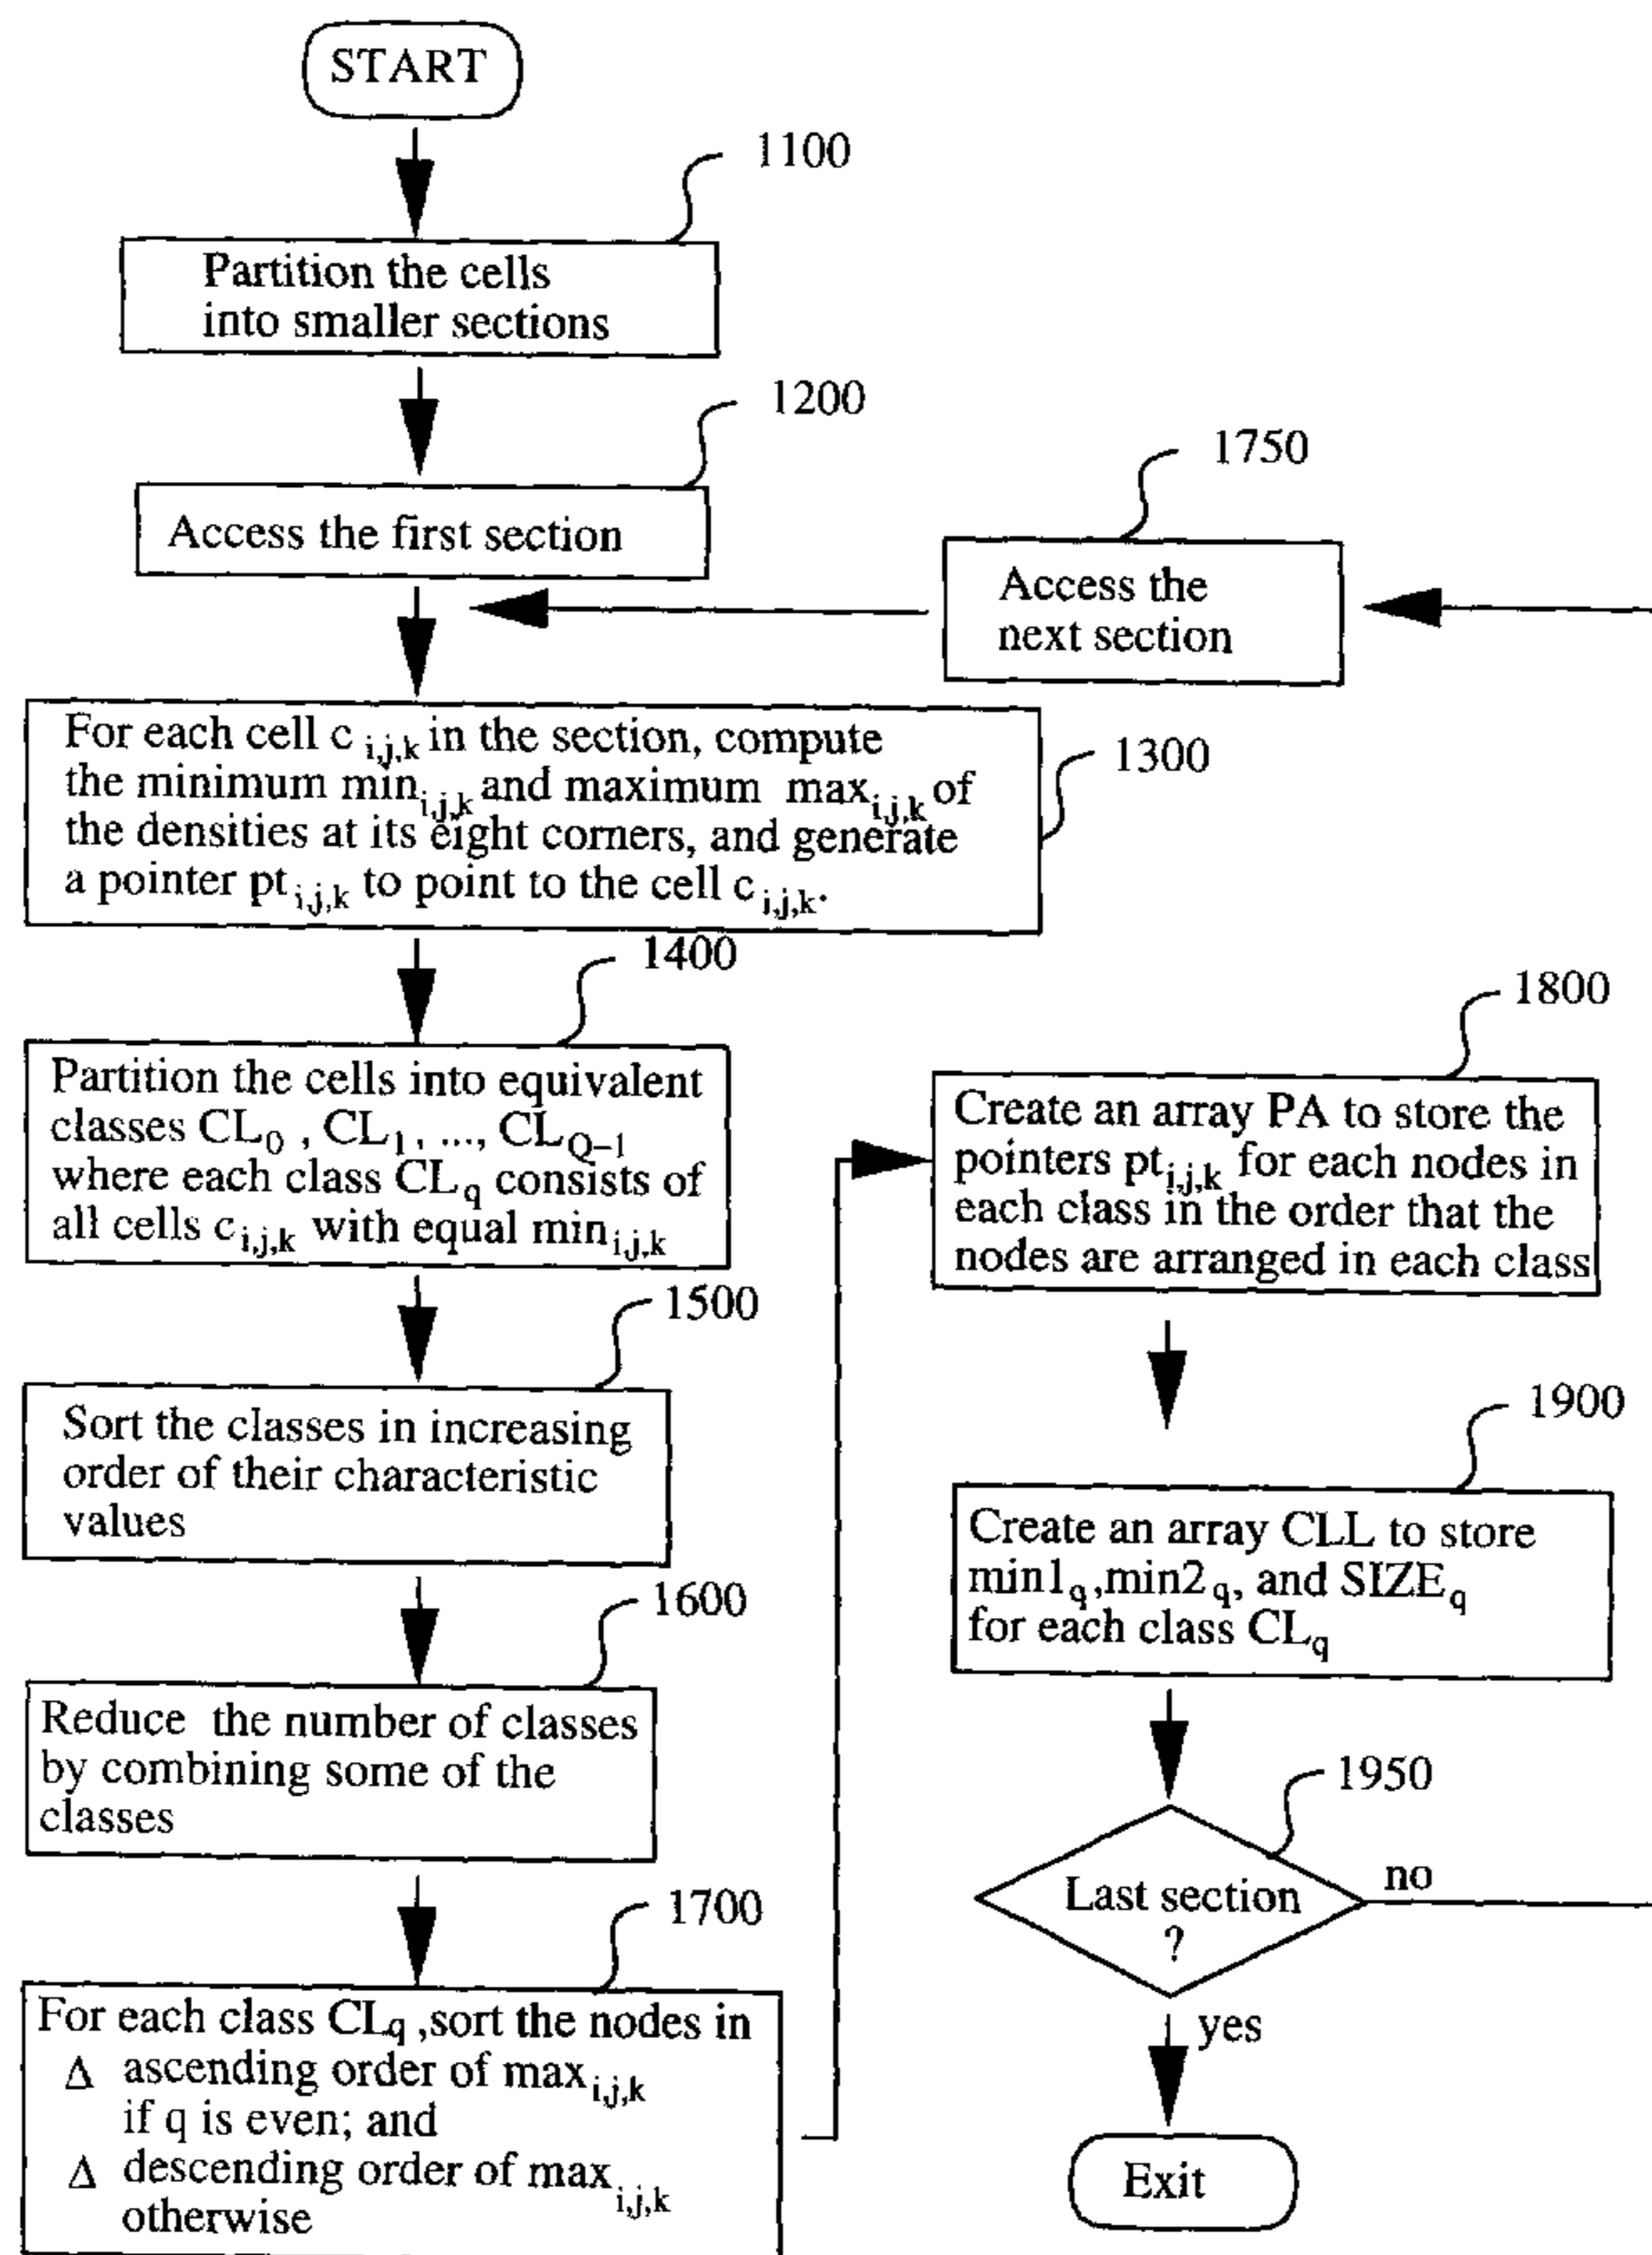 START
1100
Partition the cells
into smaller sections
1200
Access the first section
1750
Access the
next section
For each cell c i,j,k in the section, compute
the minimum min i,j,k and maximum max i,j,k of
the densities at its eight corners, and generate
a pointer pt i,j,k to point to the cell c i,j,k.
1300
1400
Partition the cells into equivalent
classes CL0 , CL1, ..., CLQ-1
where each class CLq consists of
all cells c i,j,k with equal min i,j,k
1500
Sort the classes in increasing
order of their characteristic
values
1600
Reduce the number of classes
by combining some of the
classes
1700
For each class CLq ,sort the nodes in
Δ ascending order of max i,j,k
if q is even; and
Δ descending order of max i,j,k
otherwise
1800
Create an array PA to store the
pointers pt i,j,k for each nodes in
each class in the order that the
nodes are arranged in each class
1900
Create an array CLL to store
min1q,min2q, and SIZEq
for each class CLq
1950
Last section
?
no
yes
Exit